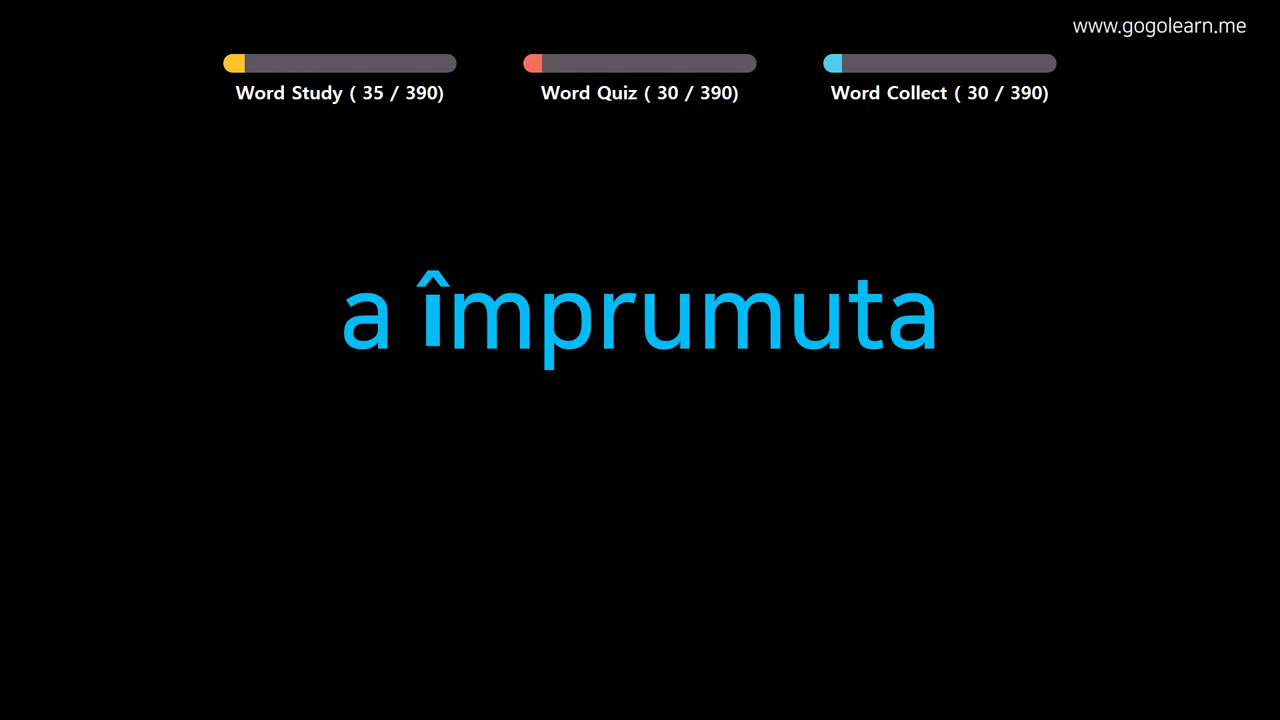 www.gogolearn.me
Word Study ( 35 / 390)
Word Quiz ( 30 / 390)
Word Collect ( 30 / 390)
a împrumuta